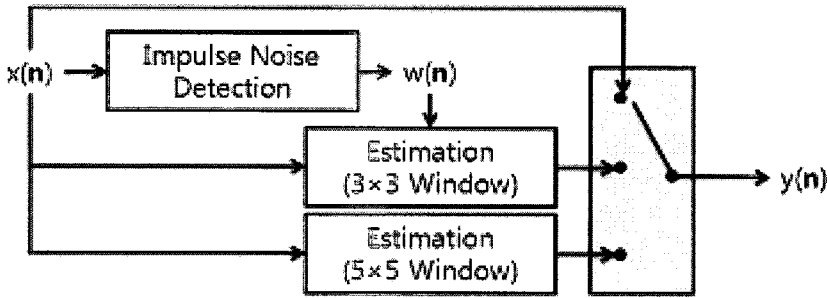 x(n)
Impulse Noise
Detection
w(n)
Estimation
(3×3 Window)
y(n)
Estimation
(5×5 Window)